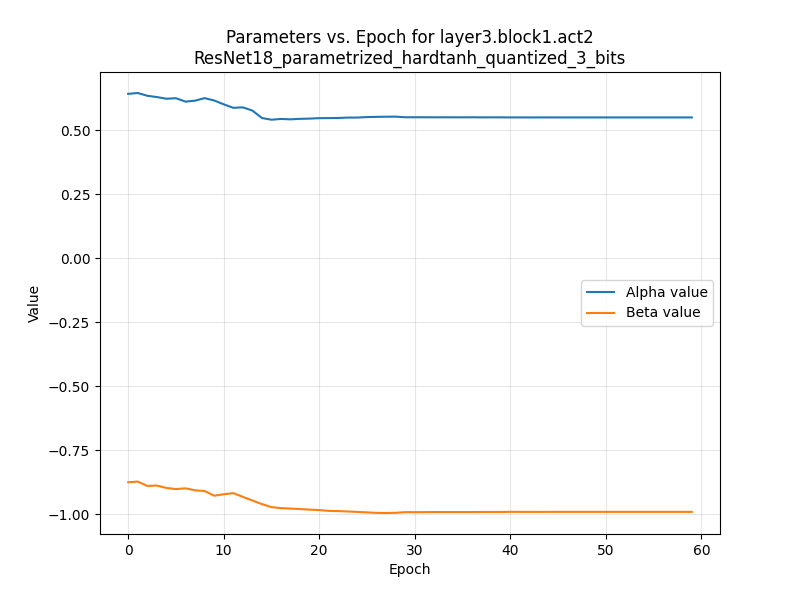 Parameters vs. Epoch for layer3.block1.act2
ResNet18_parametrized_hardtanh_quantized_3_bits
Value
0.50
0.25
0.00
−0.25
−0.50
−0.75
−1.00
Alpha value
Beta value
0 10 20 30 40 50 60
Epoch